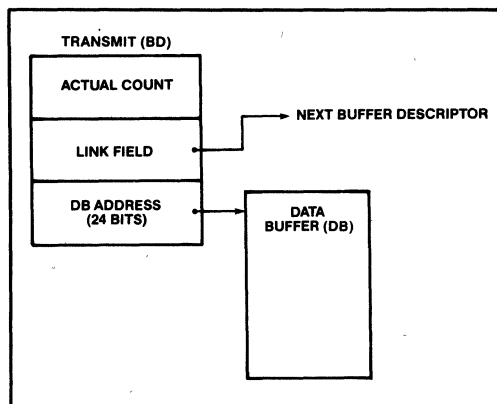 TRANSMIT (BD)
ACTUAL COUNT
LINK FIELD
NEXT BUFFER DESCRIPTOR
DB ADDRESS
(24 BITS)
DATA
BUFFER (DB)